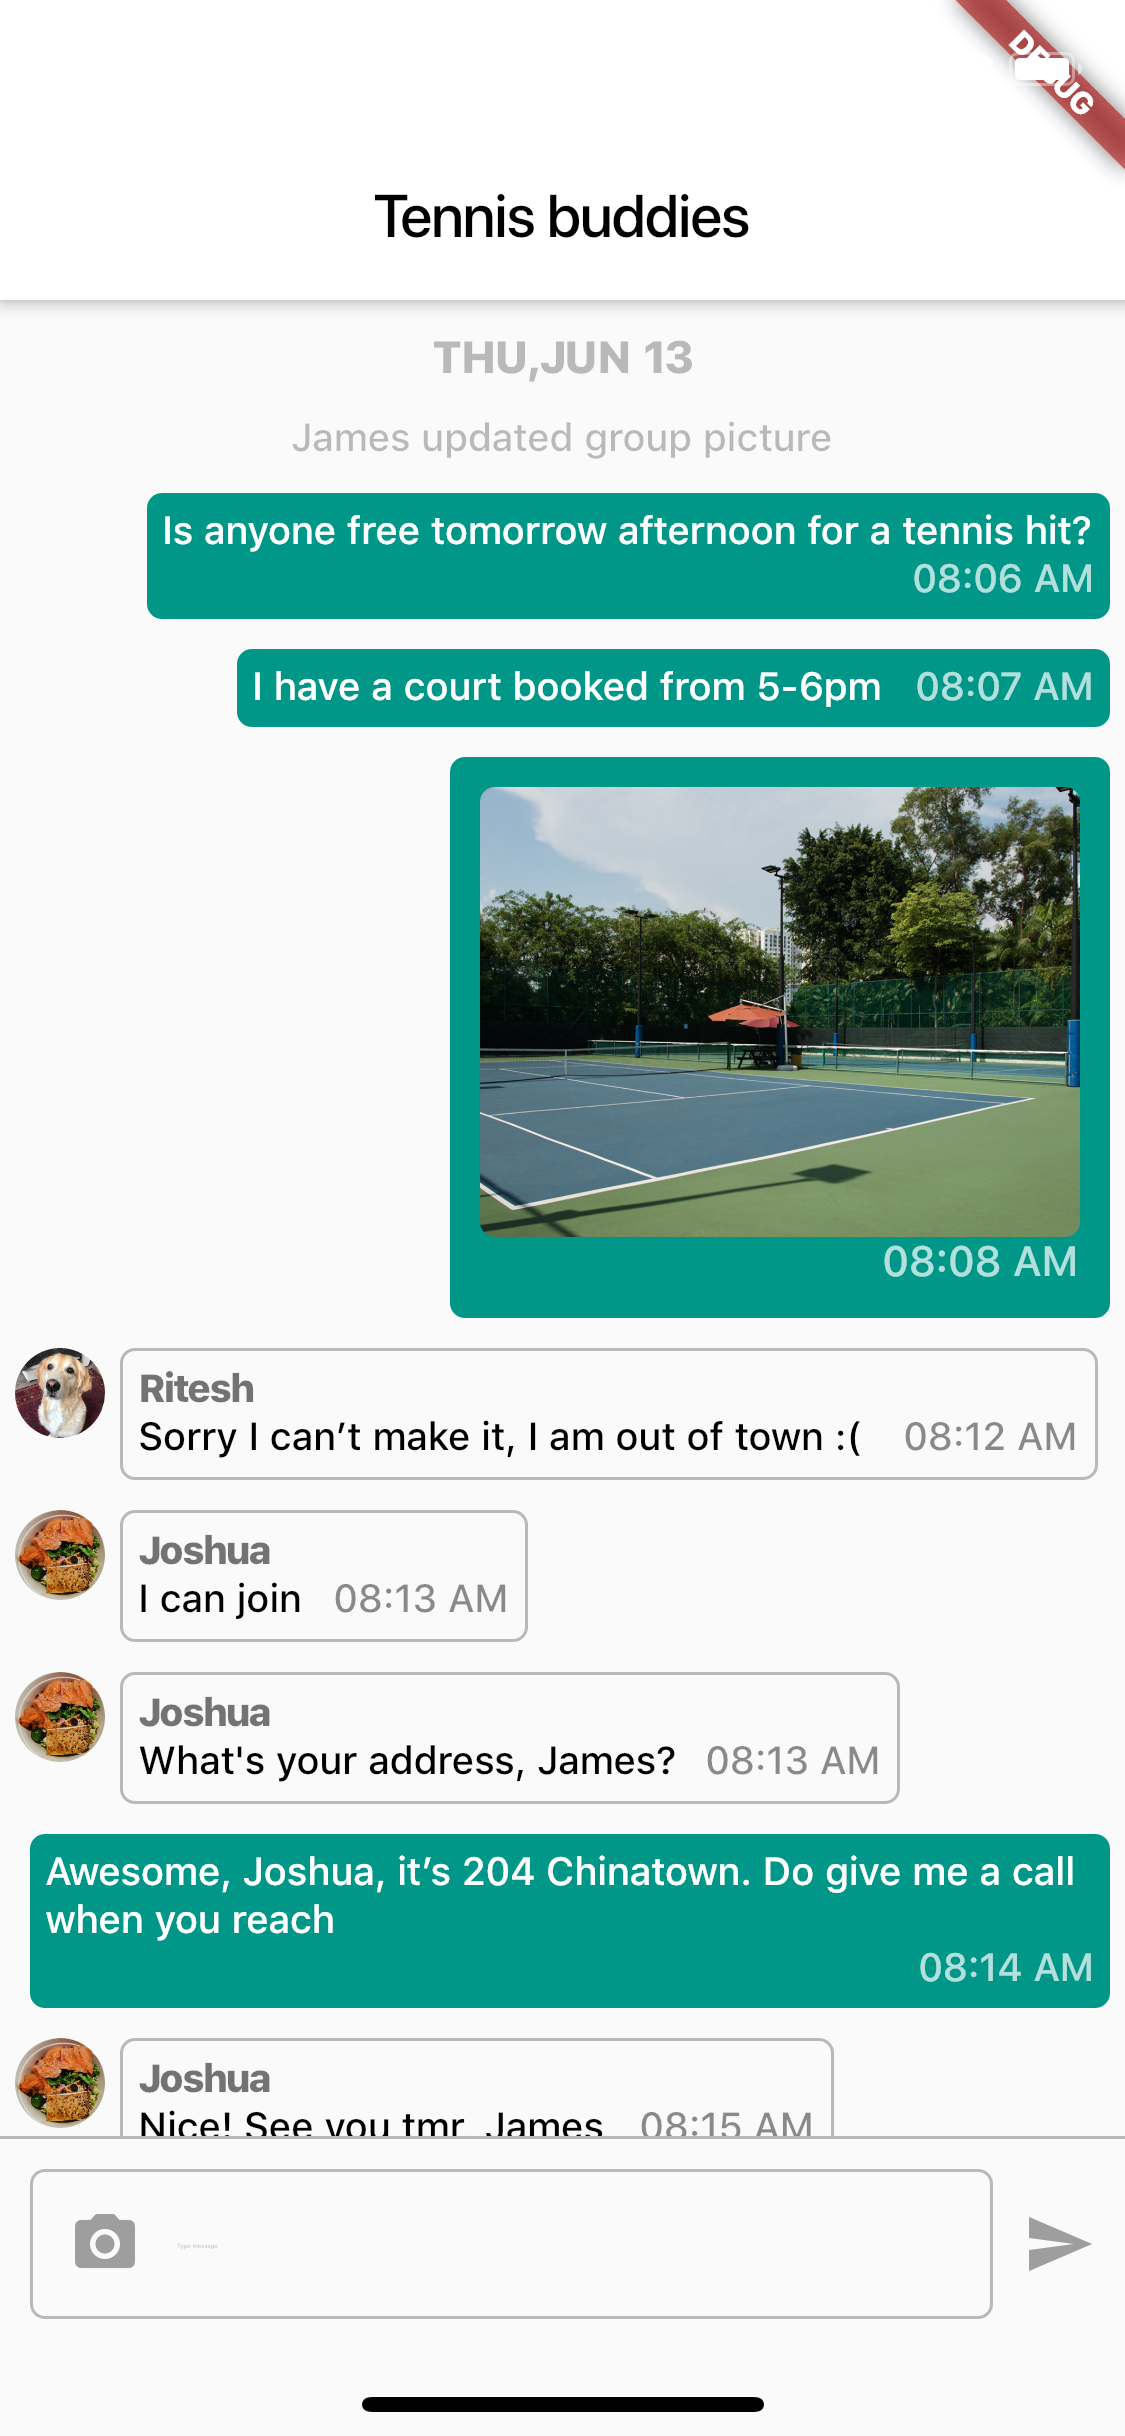 DEBUG
Tennis buddies
THU,JUN 13
James updated group picture
Is anyone free tomorrow afternoon for a tennis hit?
08:06 AM
I have a court booked from 5-6pm 08:07 AM
08:08 AM
Ritesh
Sorry I can’t make it, I am out of town :( 08:12 AM
Joshua
I can join 08:13 AM
Joshua
What's your address, James? 08:13 AM
Awesome, Joshua, it’s 204 Chinatown. Do give me a call
when you reach
08:14 AM
Joshua
Nice! See you tmr, James 08:15 AM
Type message